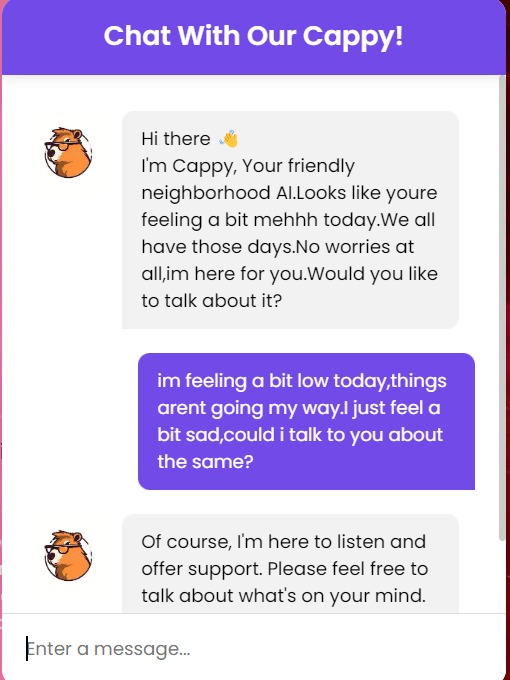 Chat With Our Cappy!
Hi there 👋
I'm Cappy, Your friendly
neighborhood AI.Looks like youre
feeling a bit mehhh today.We all
have those days.No worries at
all,im here for you.Would you like
to talk about it?
im feeling a bit low today,things
arent going my way.I just feel a
bit sad,could i talk to you about
the same?
Of course, I'm here to listen and
offer support. Please feel free to
talk about what's on your mind.
Enter a message...